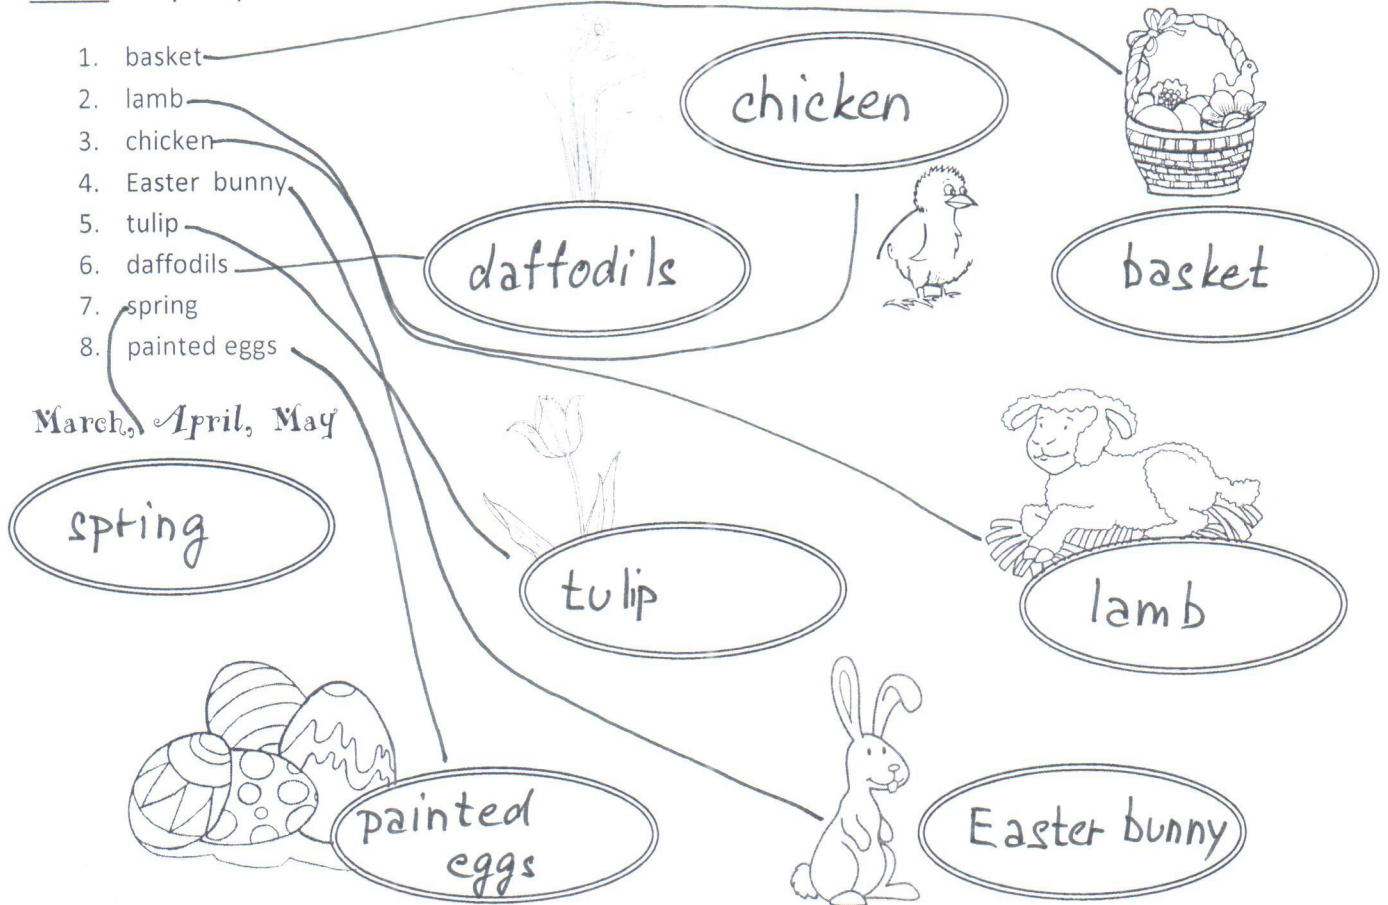 1. basket
2. lamb
3. chicken
4. Easter bunny
5. tulip
6. daffodils
7. spring
8. painted eggs
March, April, May
chicken
daffodils
basket
spring
tulip
lamb
painted
eggs
Easter bunny